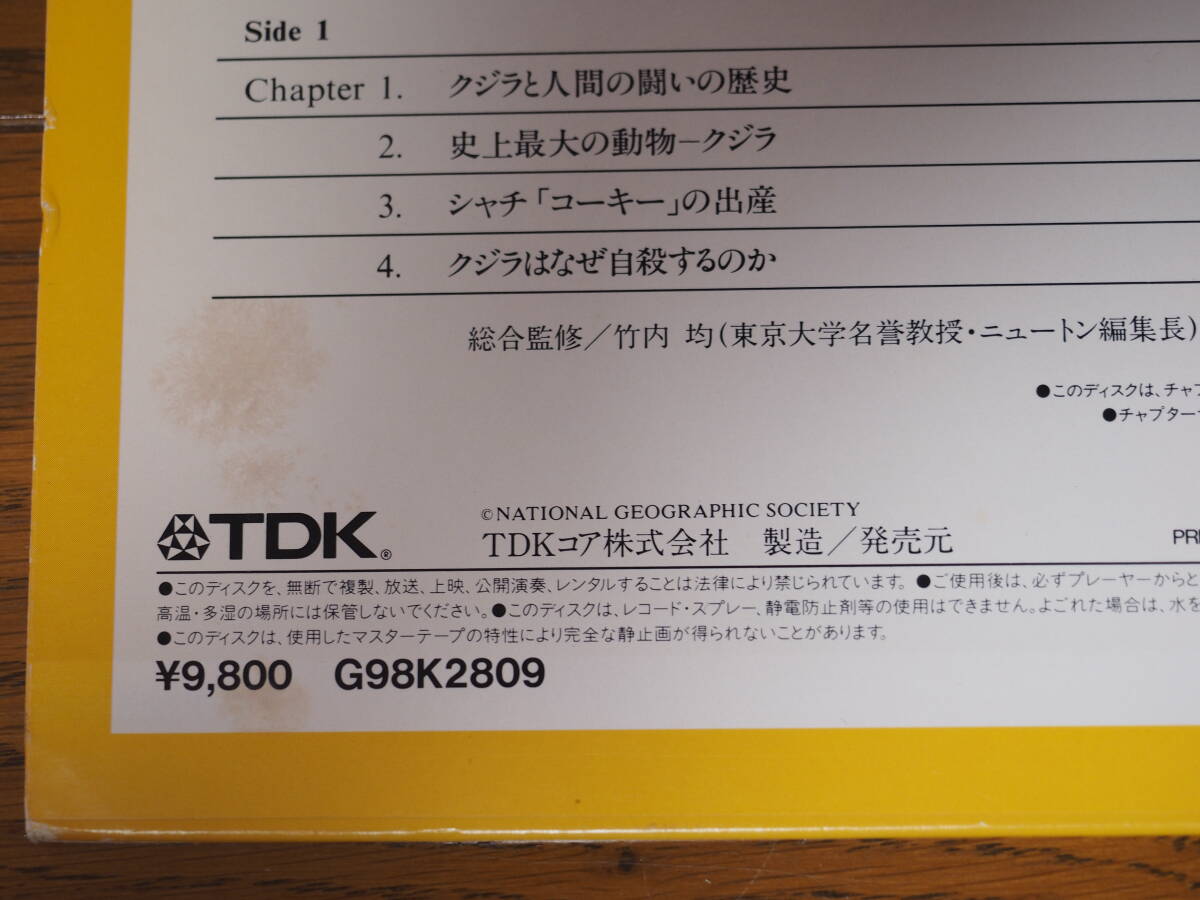 Side 1
Chapter 1. クジラと人間の闘いの歴史
2. 史上最大の動物－クジラ
3. シャチ「コーキー」の出産
4. クジラはなぜ自殺するのか
総合監修／竹内 均(東京大学名誉教授・ニュートン編集長)
●このディスクは、チャプ
●チャプター
©NATIONAL GEOGRAPHIC SOCIETY
TDK® TDKコア株式会社 製造／発売元
PRI
●このディスクを、無断で複製、放送、上映、公開演奏、レンタルすることは法律により禁じられています。 ●ご使用後は、必ずプレーヤーからと
高温・多湿の場所には保管しないでください。●このディスクは、レコード・スプレー、静電防止剤等の使用はできません。よごれた場合は、水を
●このディスクは、使用したマスターテープの特性により完全な静止画が得られないことがあります。
¥9,800 G98K2809